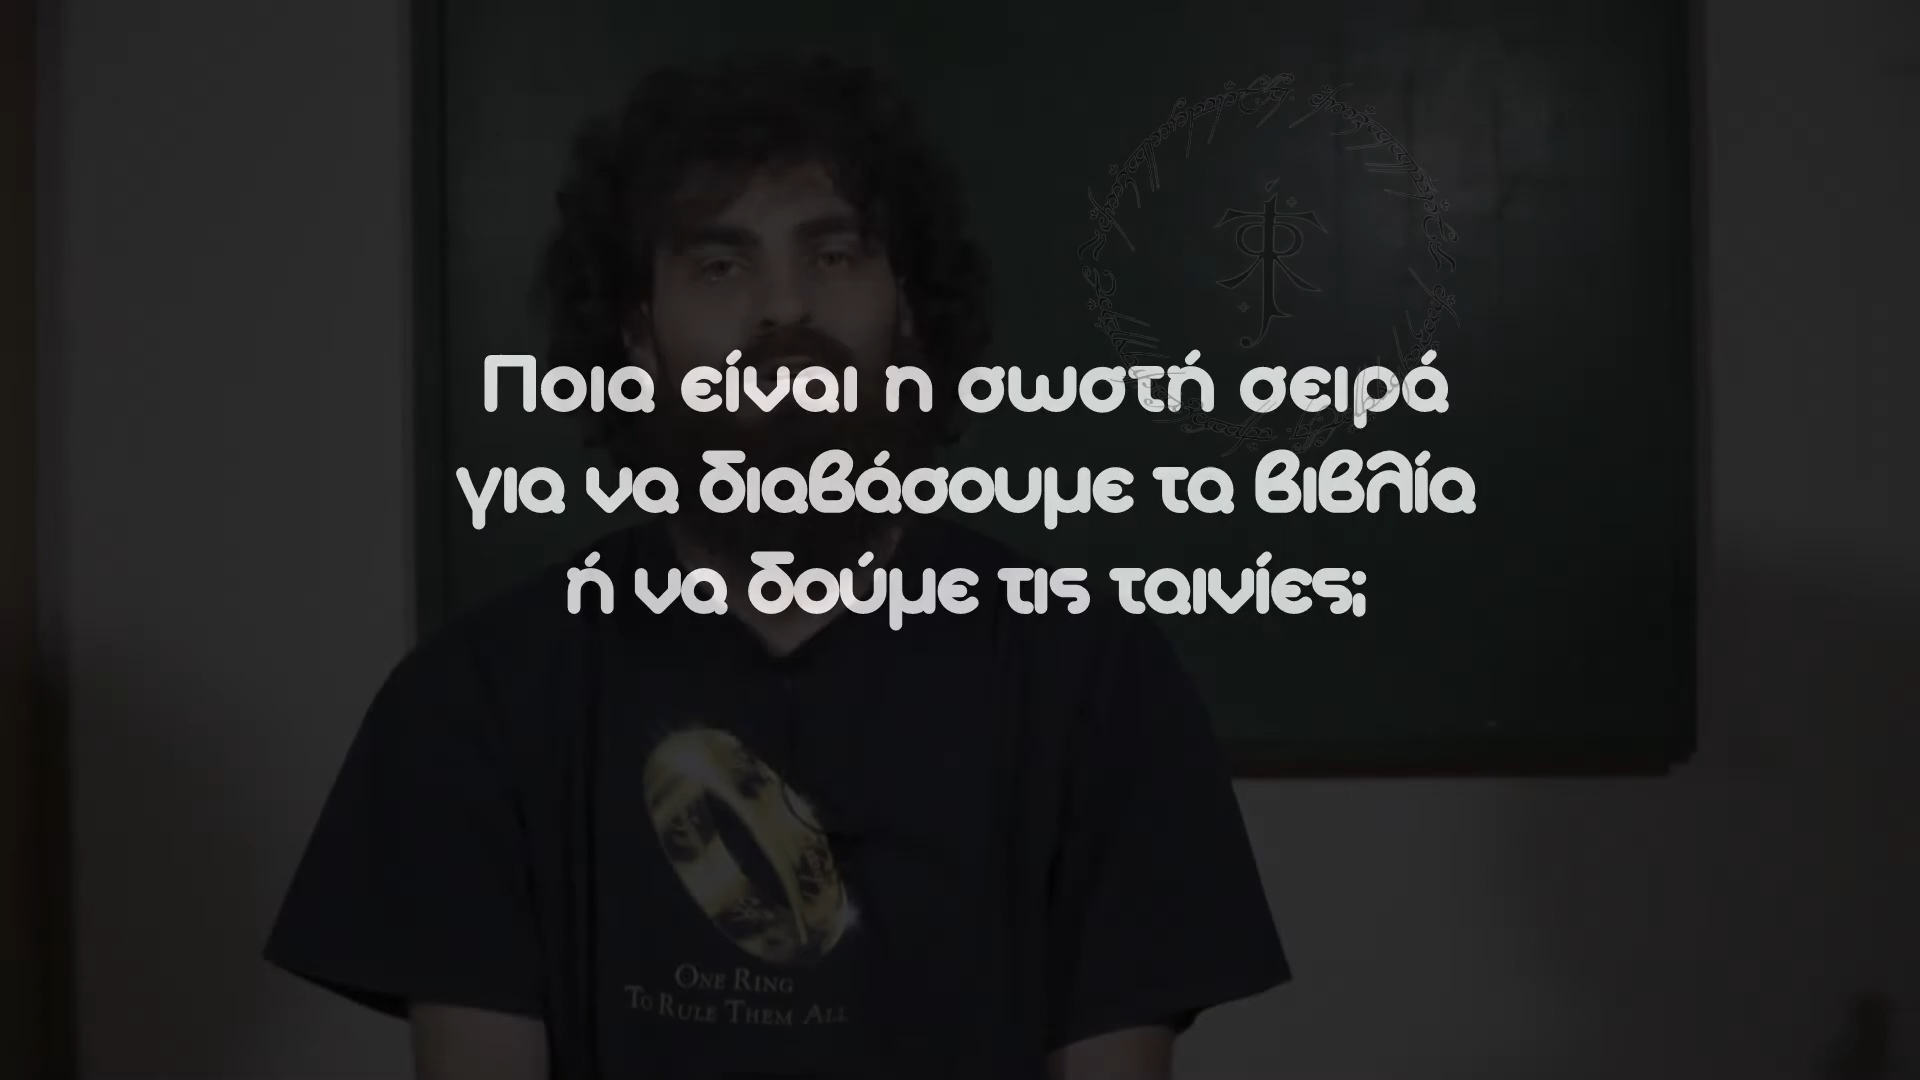 Ποια είναι η σωστή σειρά
για να διαβάσουμε τα βιβλία
ή να δούμε τις ταινίες;
ONE RING
TO RULE THEM ALL